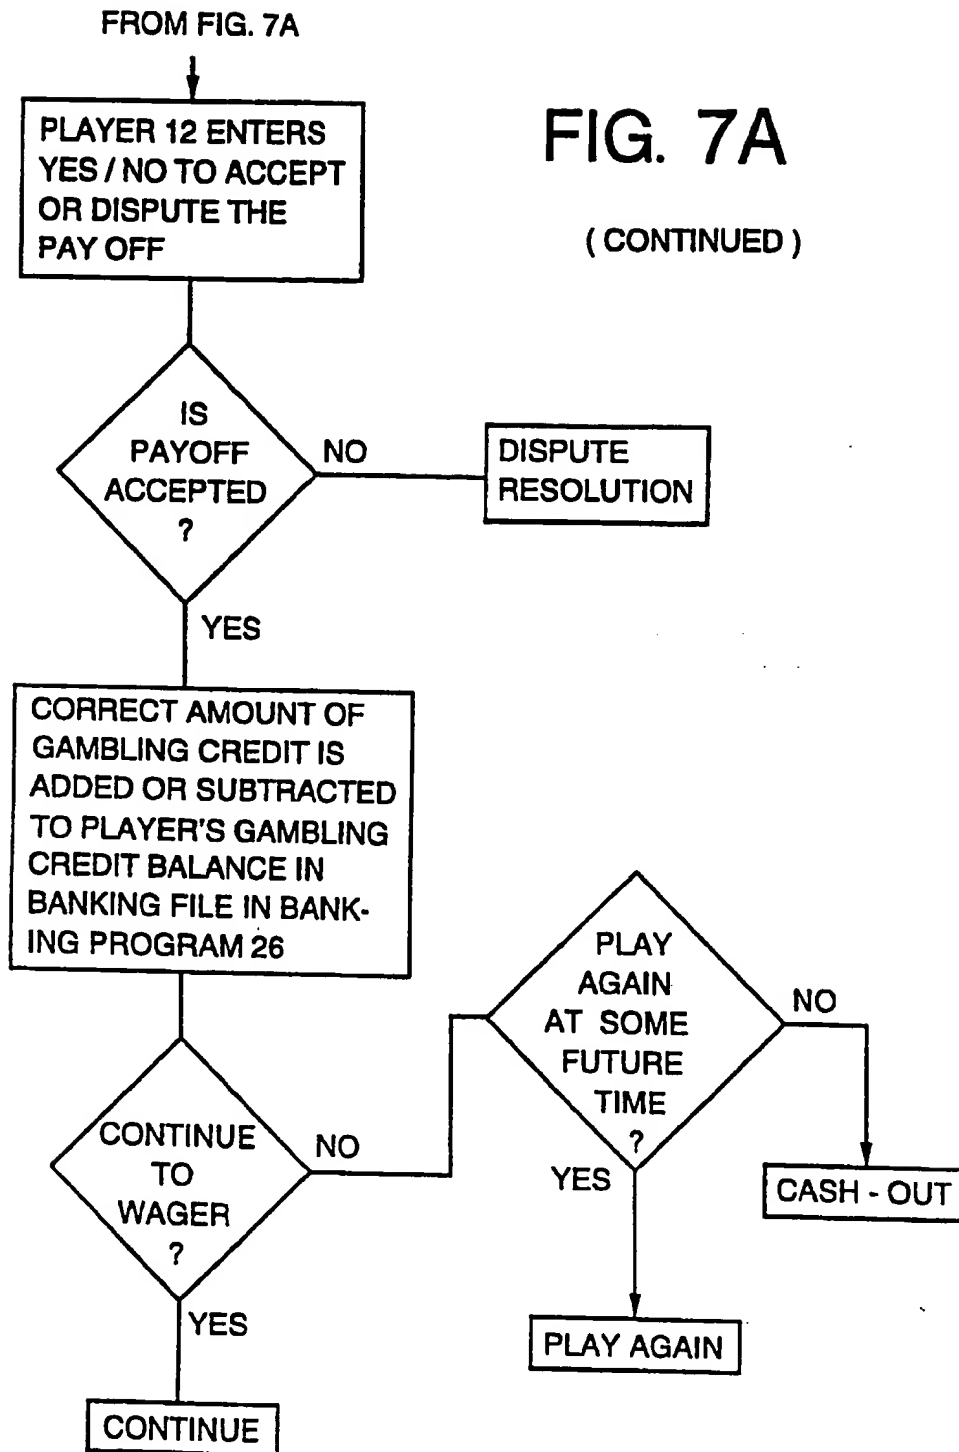 FROM FIG. 7A
FIG. 7A
(CONTINUED)
PLAYER 12 ENTERS
YES / NO TO ACCEPT
OR DISPUTE THE
PAY OFF
IS
PAYOFF
ACCEPTED
?
NO
DISPUTE
RESOLUTION
YES
CORRECT AMOUNT OF
GAMBLING CREDIT IS
ADDED OR SUBTRACTED
TO PLAYER'S GAMBLING
CREDIT BALANCE IN
BANKING FILE IN BANK-
ING PROGRAM 26
CONTINUE
TO
WAGER
?
NO
PLAY
AGAIN
AT SOME
FUTURE
TIME
?
NO
CASH - OUT
YES
PLAY AGAIN
YES
CONTINUE